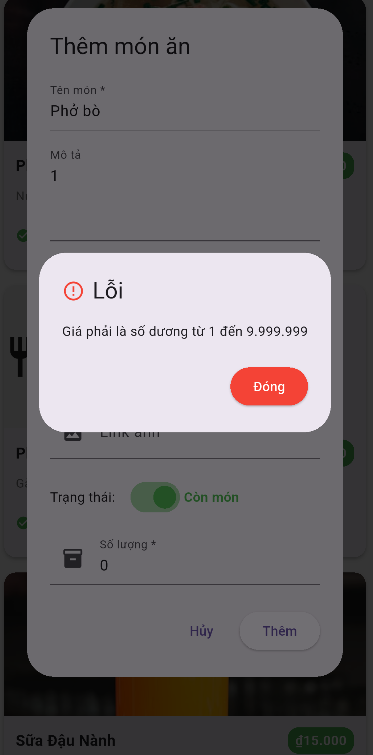 Thêm món ăn
Tên món *
Phở bò
Mô tả
1
Lỗi
Giá phải là số dương từ 1 đến 9.999.999
Đóng
Link ảnh
Trạng thái:
Còn món
Số lượng *
0
Hủy
Thêm
Sữa Đậu Nành
₫15.000